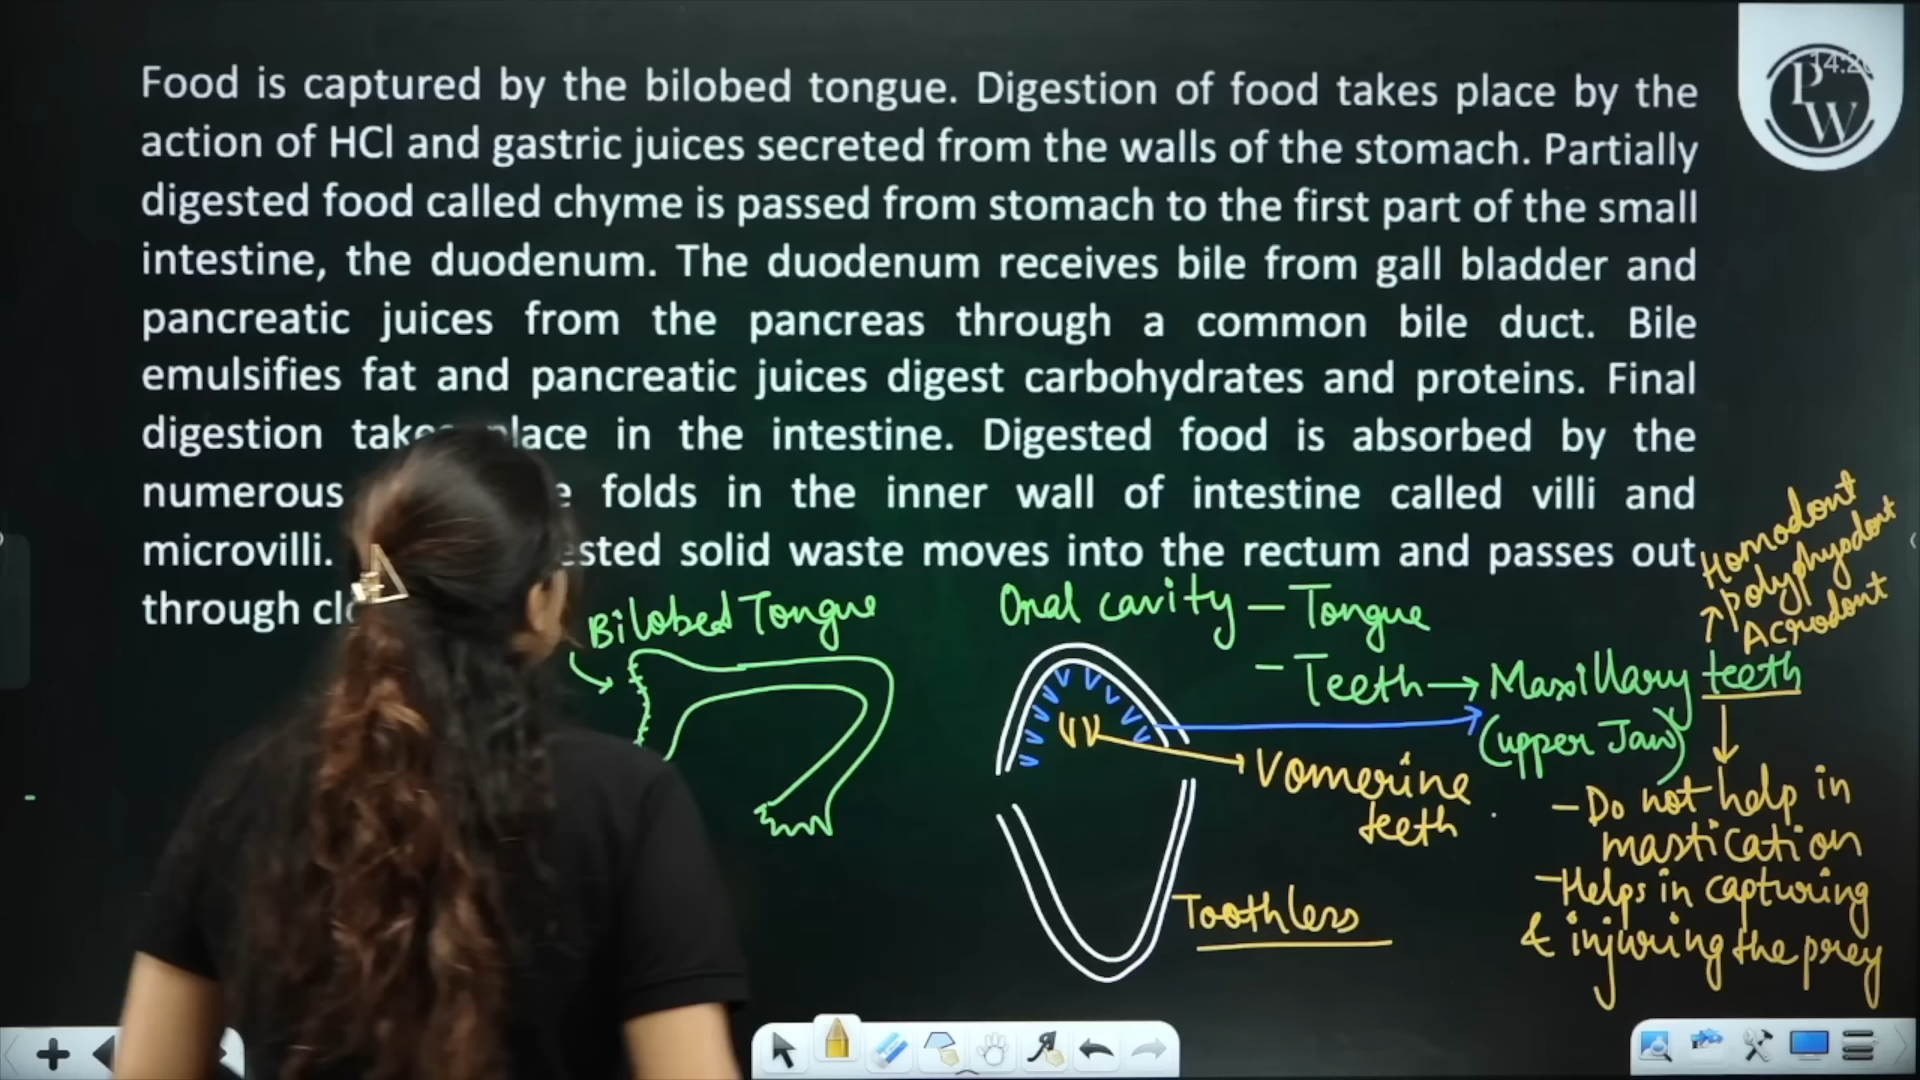 Food is captured by the bilobed tongue. Digestion of food takes place by the
action of HCl and gastric juices secreted from the walls of the stomach. Partially
digested food called chyme is passed from stomach to the first part of the small
intestine, the duodenum. The duodenum receives bile from gall bladder and
pancreatic juices from the pancreas through a common bile duct. Bile
emulsifies fat and pancreatic juices digest carbohydrates and proteins. Final
digestion takes place in the intestine. Digested food is absorbed by the
numerous folds in the inner wall of intestine called villi and
microvilli. solid waste moves into the rectum and passes out
through
PW
Bilobed Tongue
Oral cavity – Tongue
– Teeth → Maxillary teeth
(upper Jaw)
Homodont
Polyphyodont
Acrodont
Vomerine
teeth
Toothless
– Do not help in
mastication
– Helps in capturing
& injuring the prey